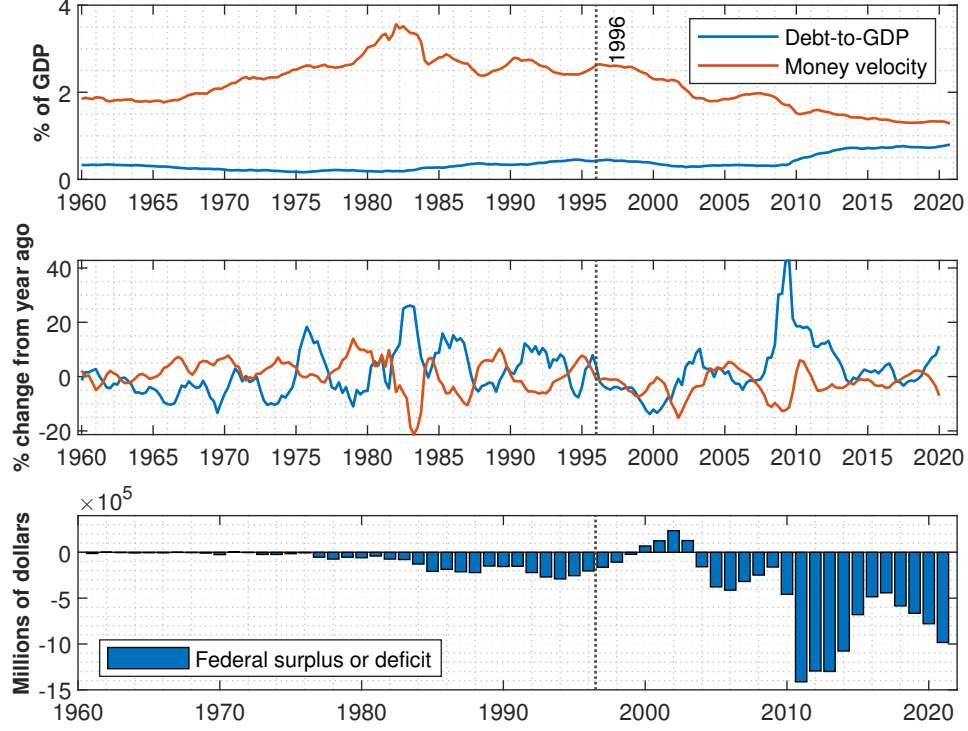 4
2
0
% of GDP
1996
Debt-to-GDP
Money velocity
1960 1965 1970 1975 1980 1985 1990 1995 2000 2005 2010 2015 2020
40
20
0
-20
% change from year ago
1960 1965 1970 1975 1980 1985 1990 1995 2000 2005 2010 2015 2020
×10⁵
0
-5
-10
-15
Millions of dollars
Federal surplus or deficit
1960 1970 1980 1990 2000 2010 2020